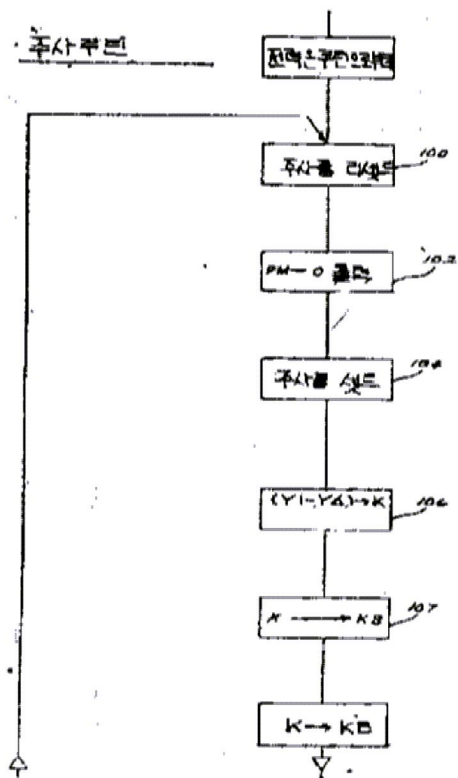 주사루틴
전력온루틴으로부터
주사를 리셋트
100
PM→0 클럭
102
주사를 셋트
104
(Y1-Y4)→K
106
K → KB
107
K → KB